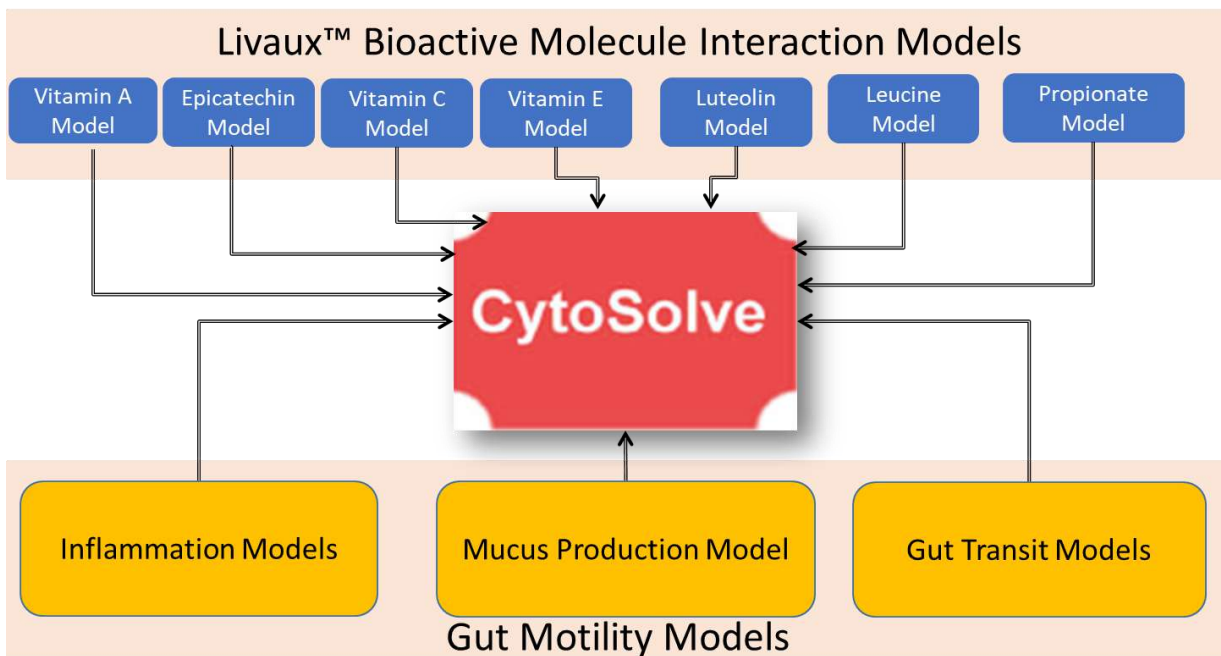 Livaux™ Bioactive Molecule Interaction Models
Vitamin A
Model
Epicatechin
Model
Vitamin C
Model
Vitamin E
Model
Luteolin
Model
Leucine
Model
Propionate
Model
CytoSolve
Inflammation Models
Mucus Production Model
Gut Transit Models
Gut Motility Models